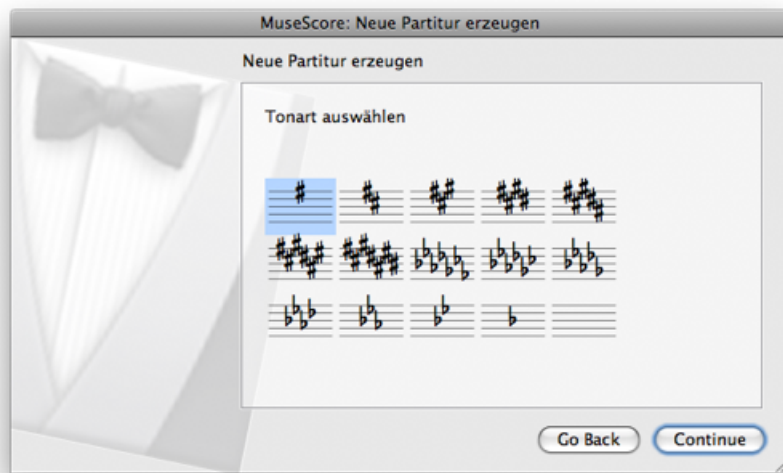 MuseScore: Neue Partitur erzeugen
Neue Partitur erzeugen
Tonart auswählen
Go Back
Continue